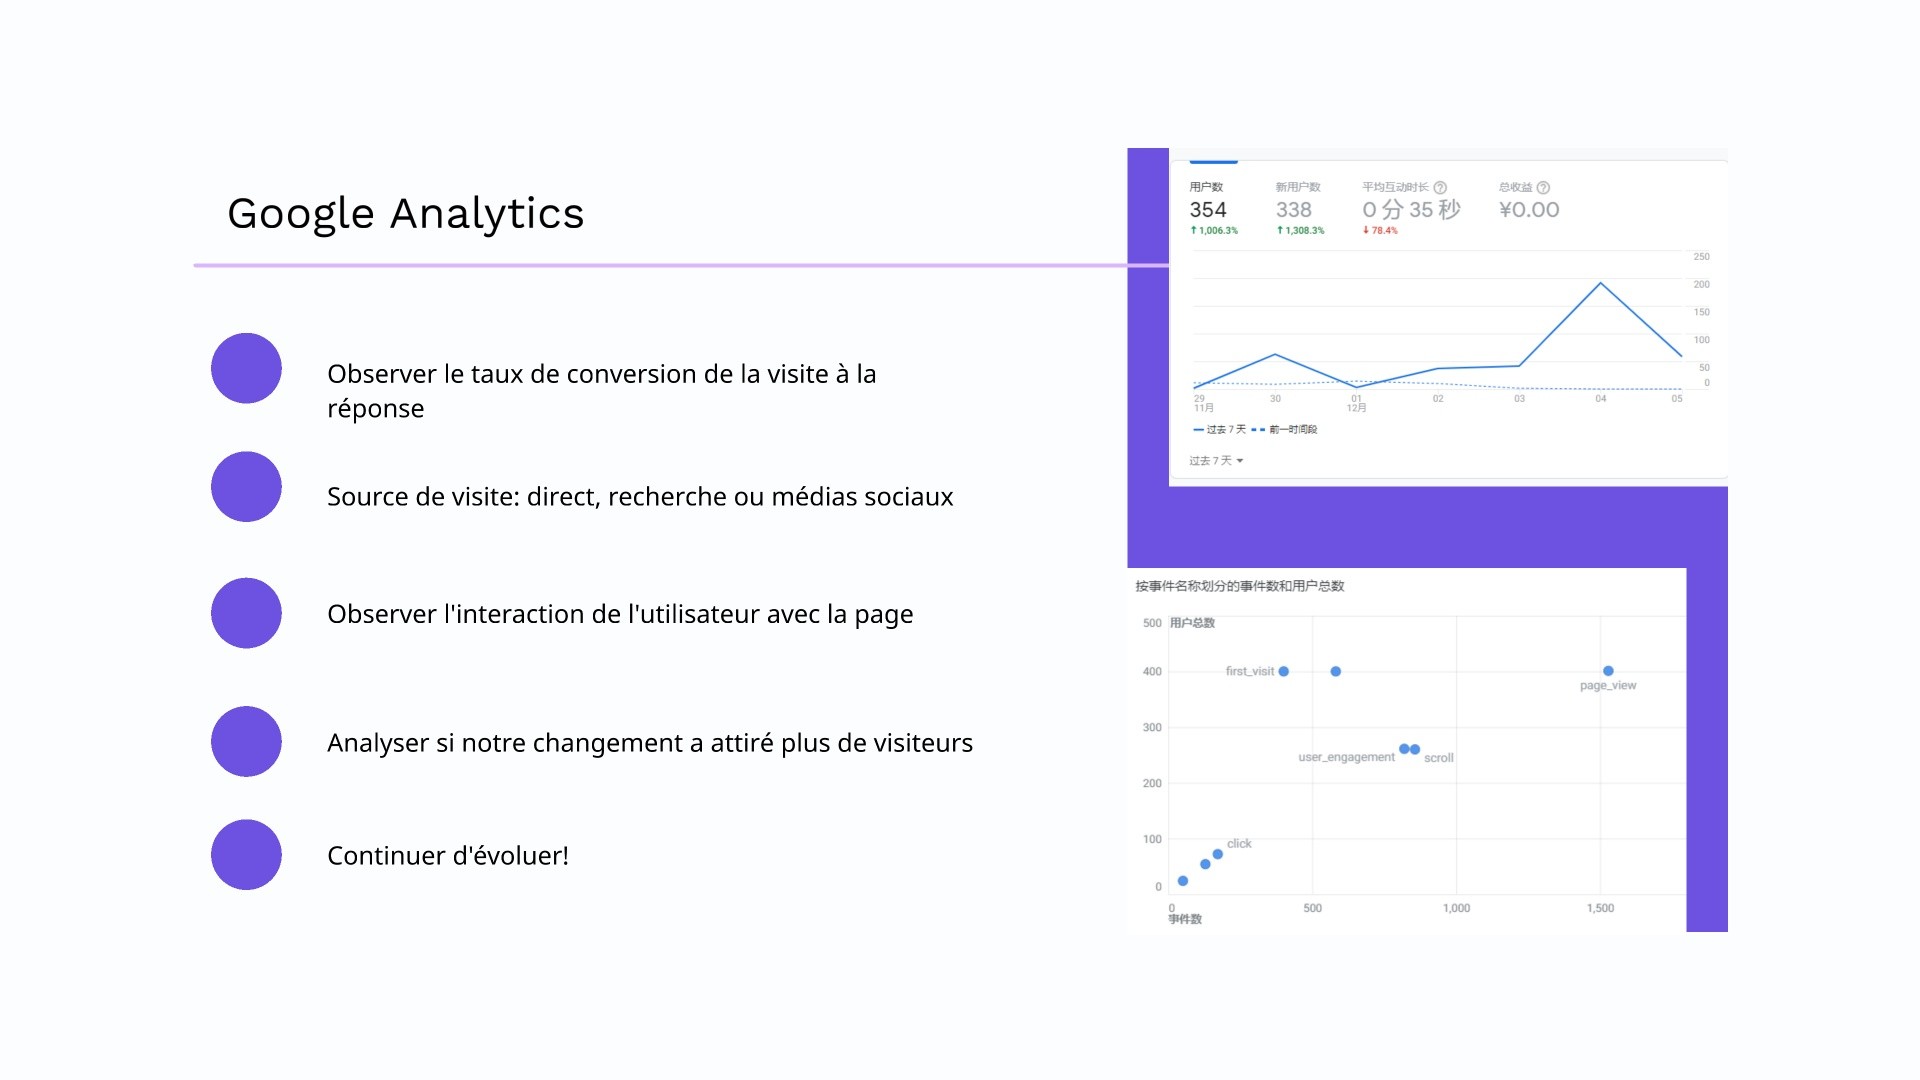 Google Analytics
Observer le taux de conversion de la visite à la
réponse
Source de visite: direct, recherche ou médias sociaux
Observer l'interaction de l'utilisateur avec la page
Analyser si notre changement a attiré plus de visiteurs
Continuer d'évoluer!
用户数 新用户数 平均互动时长 ? 总收益 ?
354 338 0 分 35 秒 ¥0.00
↑ 1,006.3% ↑ 1,308.3% ↓ 78.4%
250
200
150
100
50
0
29 30 01 02 03 04 05
11月 12月
过去 7 天 前一时间段
过去 7 天
按事件名称划分的事件数和用户总数
500 用户总数
400 first_visit
page_view
300
user_engagement scroll
200
100 click
0
0 500 1,000 1,500
事件数